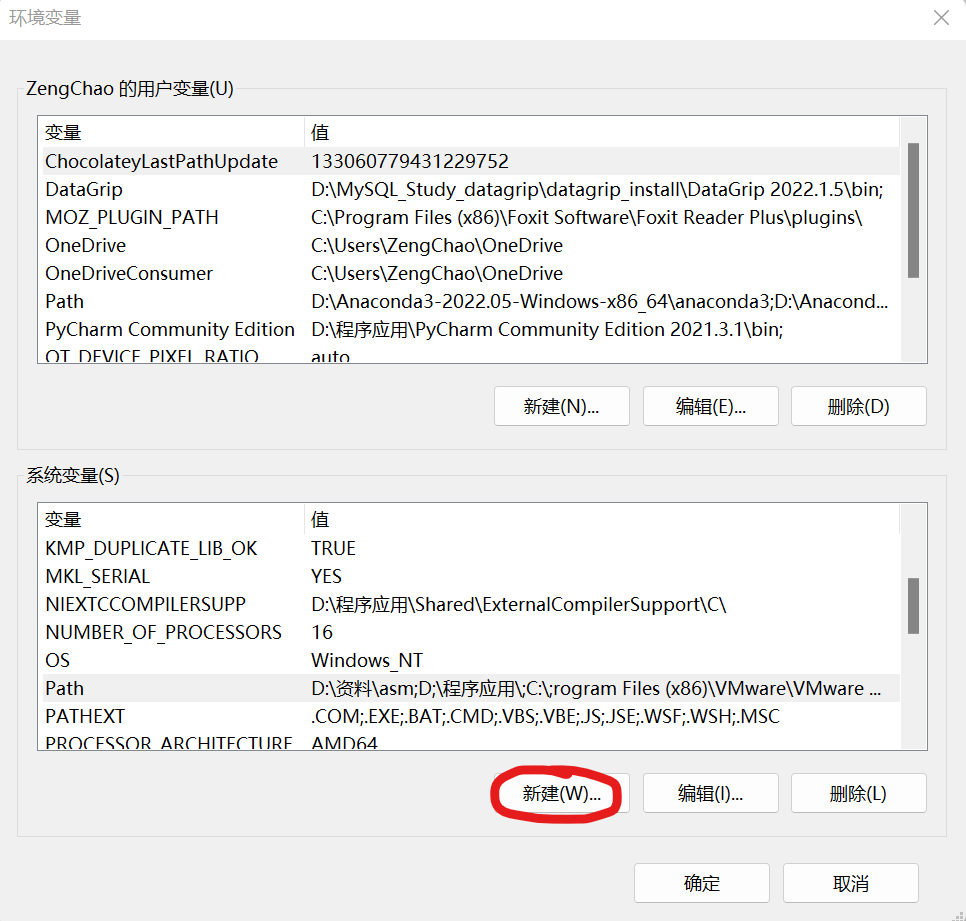 环境变量
ZengChao 的用户变量(U)
变量 值
ChocolateyLastPathUpdate 133060779431229752
DataGrip D:\MySQL_Study_datagrip\datagrip_install\DataGrip 2022.1.5\bin;
MOZ_PLUGIN_PATH C:\Program Files (x86)\Foxit Software\Foxit Reader Plus\plugins\
OneDrive C:\Users\ZengChao\OneDrive
OneDriveConsumer C:\Users\ZengChao\OneDrive
Path D:\Anaconda3-2022.05-Windows-x86_64\anaconda3;D:\Anacond...
PyCharm Community Edition D:\程序应用\PyCharm Community Edition 2021.3.1\bin;
QT_DEVICE_PIXEL_RATIO auto
新建(N)... 编辑(E)... 删除(D)
系统变量(S)
变量 值
KMP_DUPLICATE_LIB_OK TRUE
MKL_SERIAL YES
NIEXTCCOMPILERSUPP D:\程序应用\Shared\ExternalCompilerSupport\C\
NUMBER_OF_PROCESSORS 16
OS Windows_NT
Path D:\资料\asm;D;\程序应用\;C:\;rogram Files (x86)\VMware\VMware ...
PATHEXT .COM;.EXE;.BAT;.CMD;.VBS;.VBE;.JS;.JSE;.WSF;.WSH;.MSC
PROCESSOR_ARCHITECTURE AMD64
新建(W)... 编辑(I)... 删除(L)
确定 取消